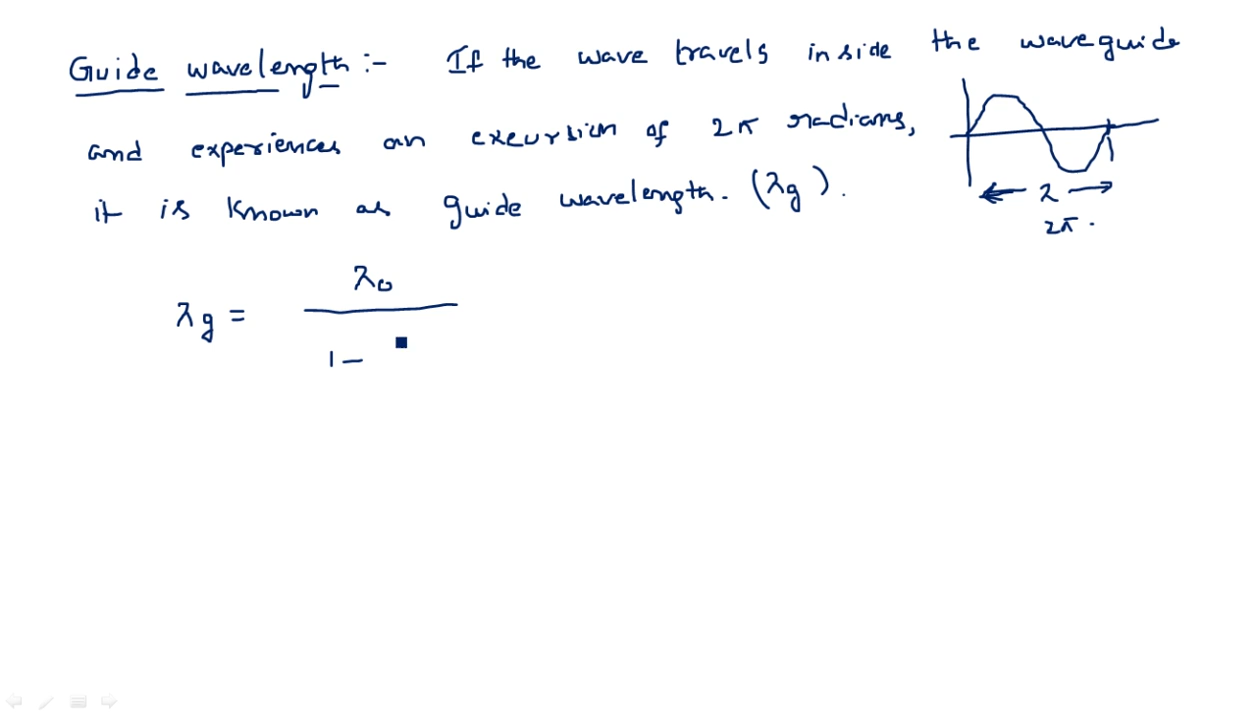 Guide wavelength :- If the wave travels inside the waveguide
and experiences an excursion of 2π radians,
it is known as guide wavelength. (λg).
λ
2π.
λg = λ0 / 1 -